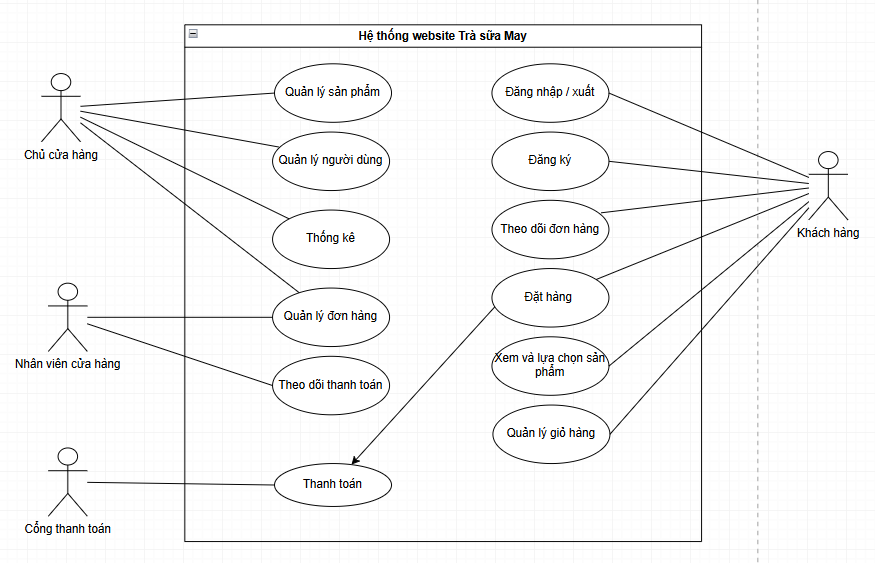 Hệ thống website Trà sữa May
Quản lý sản phẩm
Đăng nhập / xuất
Chủ cửa hàng
Quản lý người dùng
Đăng ký
Thống kê
Theo dõi đơn hàng
Khách hàng
Quản lý đơn hàng
Đặt hàng
Nhân viên cửa hàng
Theo dõi thanh toán
Xem và lựa chọn sản
phẩm
Quản lý giỏ hàng
Thanh toán
Cổng thanh toán